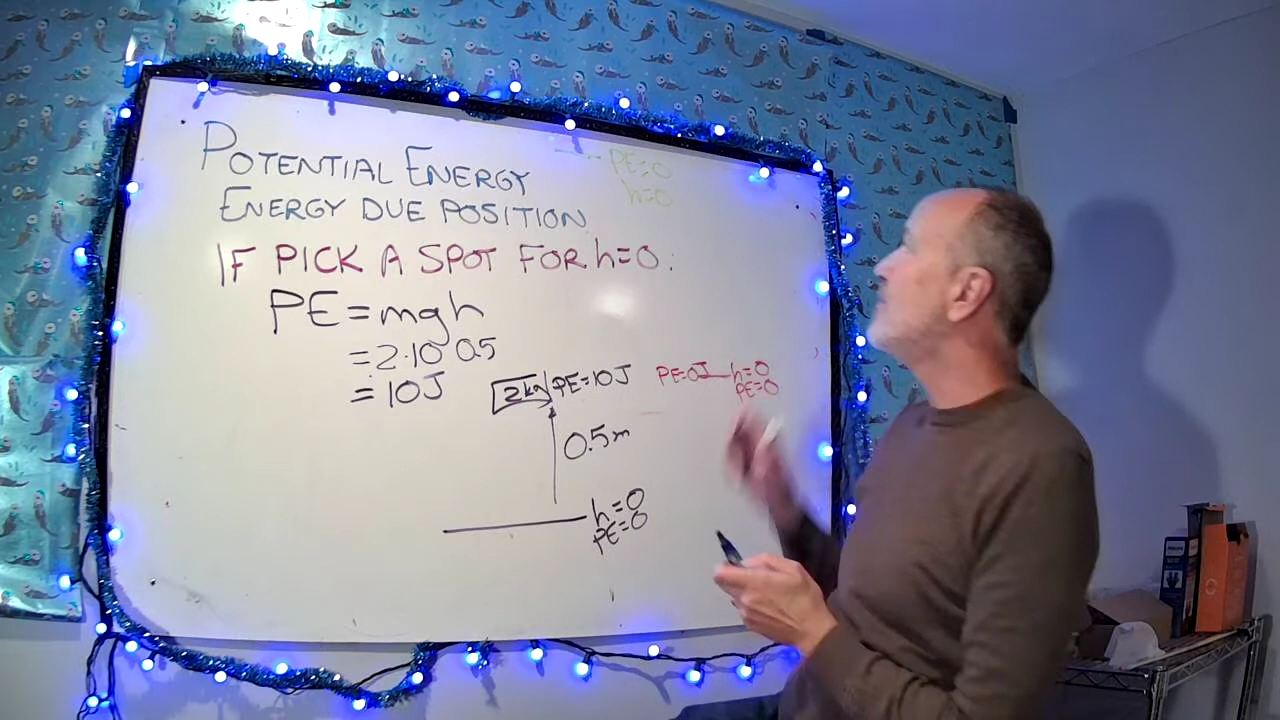 POTENTIAL ENERGY
ENERGY DUE POSITION
PE=0
h=0
IF PICK A SPOT FOR h=0:
PE=mgh
=2·10 0.5
=10J
2kg PE=10J
PE=0J h=0
PE=0
0.5m
h=0
PE=0